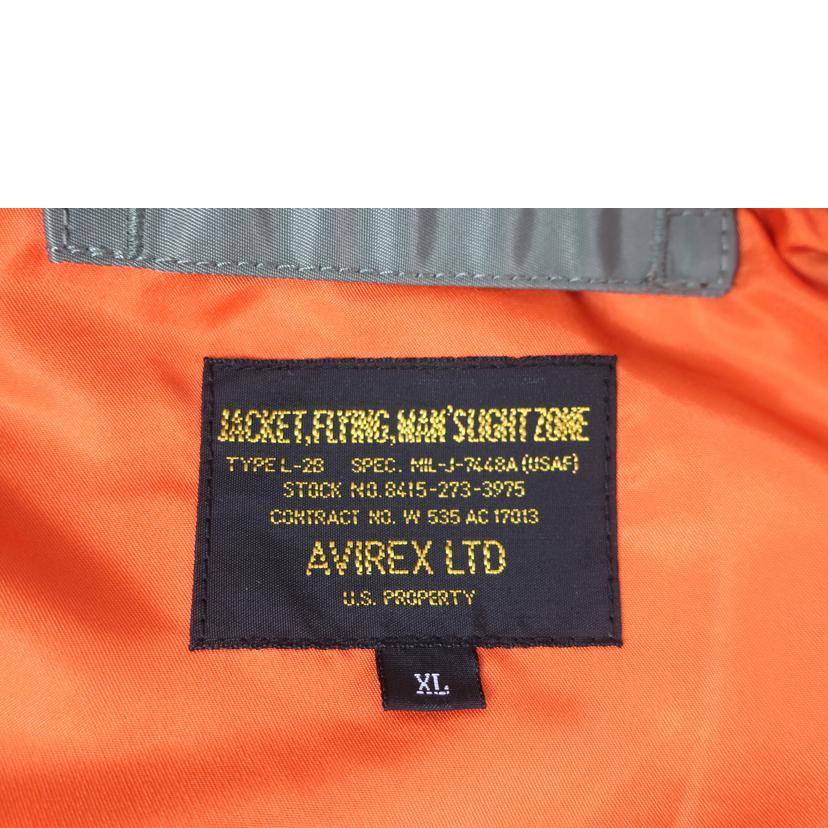 JACKET,FLYING,MAN'S LIGHT ZONE
TYPE L-2B SPEC. MIL-J-7448A (USAF)
STOCK NO. 8415-273-3975
CONTRACT NO. W 535 AC 17013
AVIREX LTD
U.S. PROPERTY
XL